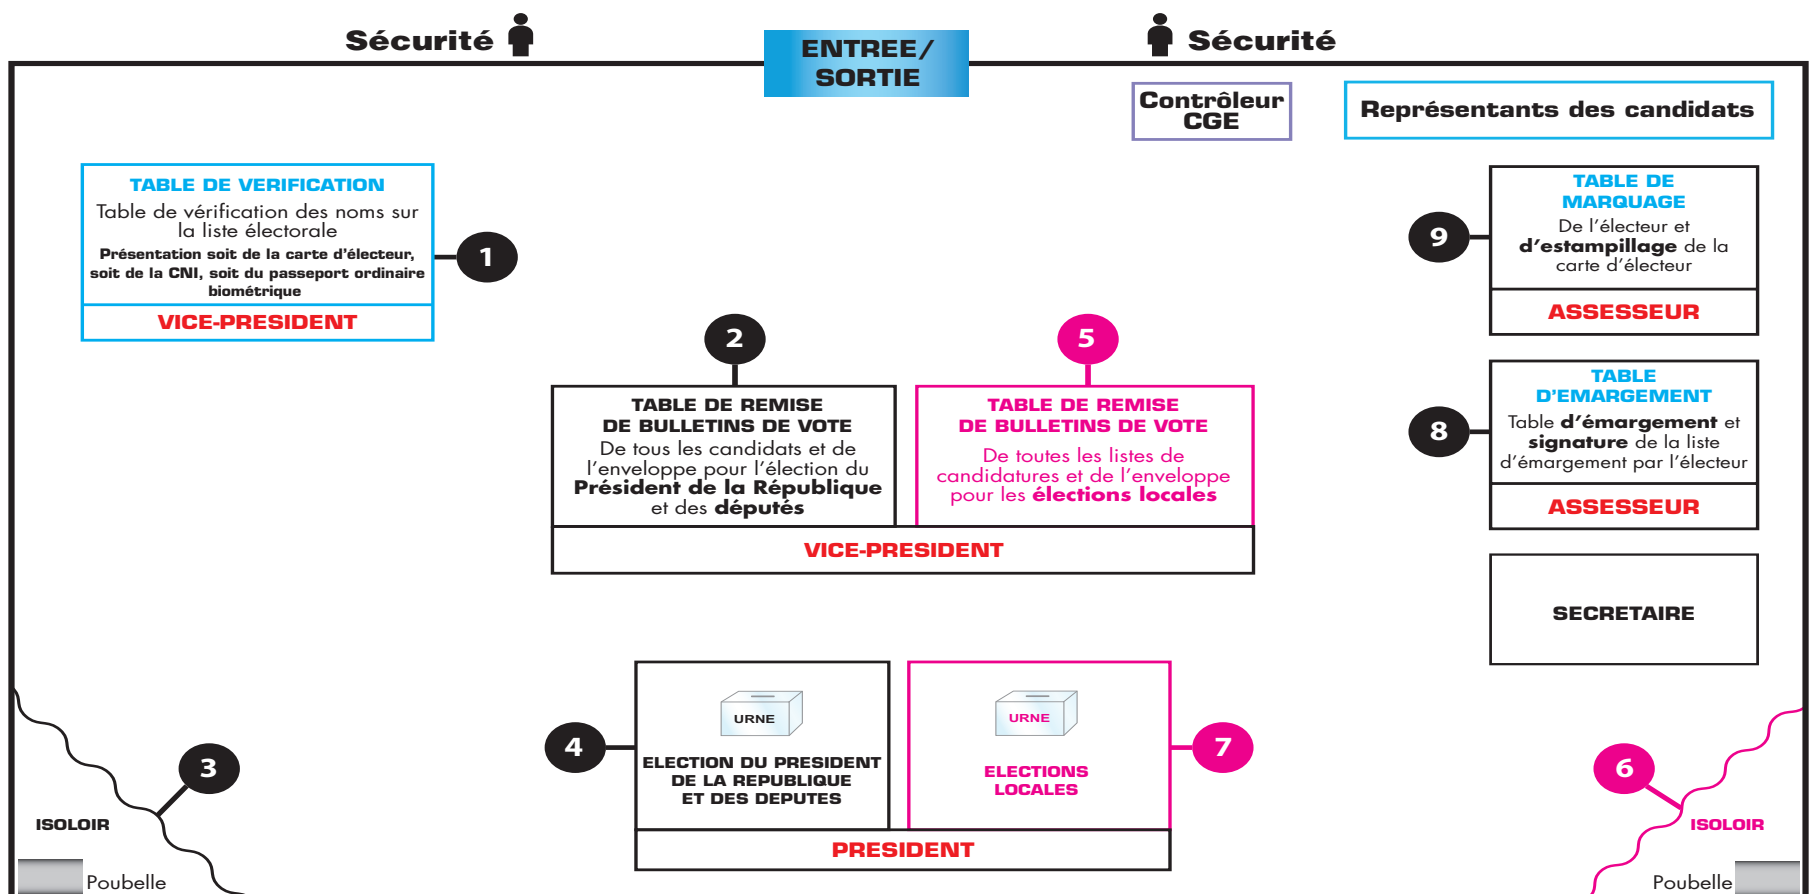 Sécurité
ENTREE/
SORTIE
Sécurité
Contrôleur
CGE
Représentants des candidats
TABLE DE VERIFICATION
Table de vérification des noms sur
la liste électorale
Présentation soit de la carte d'électeur,
soit de la CNI, soit du passeport ordinaire
biométrique
VICE-PRESIDENT
1
2
TABLE DE REMISE
DE BULLETINS DE VOTE
De tous les candidats et de
l'enveloppe pour l'élection du
Président de la République
et des députés
5
TABLE DE REMISE
DE BULLETINS DE VOTE
De toutes les listes de
candidatures et de l'enveloppe
pour les élections locales
VICE-PRESIDENT
9
TABLE DE
MARQUAGE
De l'électeur et
d'estampillage de la
carte d'électeur
ASSESSEUR
8
TABLE
D'EMARGEMENT
Table d'émargement et
signature de la liste
d'émargement par l'électeur
ASSESSEUR
SECRETAIRE
3
ISOLOIR
Poubelle
4
URNE
ELECTION DU PRESIDENT
DE LA REPUBLIQUE
ET DES DEPUTES
URNE
ELECTIONS
LOCALES
7
PRESIDENT
6
ISOLOIR
Poubelle